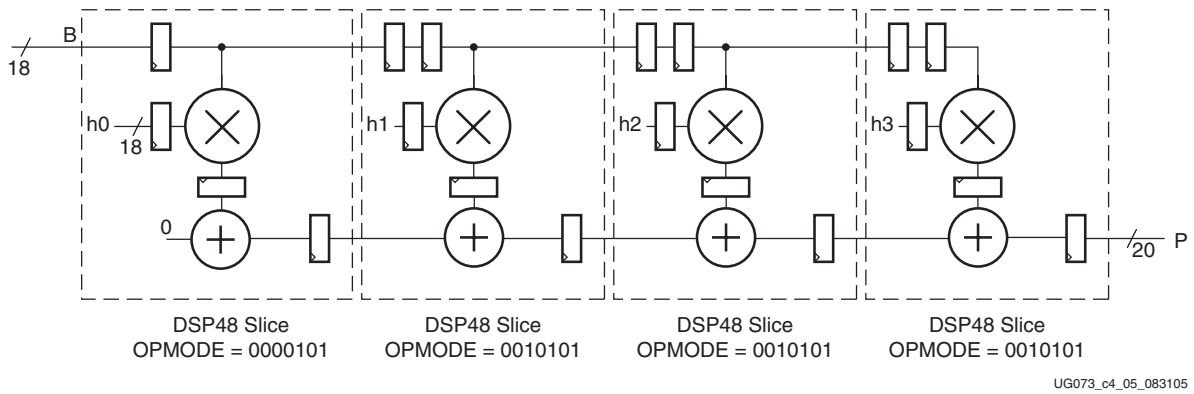 B
18
h0
18
h1
h2
h3
0
P
20
DSP48 Slice
OPMODE = 0000101
DSP48 Slice
OPMODE = 0010101
DSP48 Slice
OPMODE = 0010101
DSP48 Slice
OPMODE = 0010101
UG073_c4_05_083105